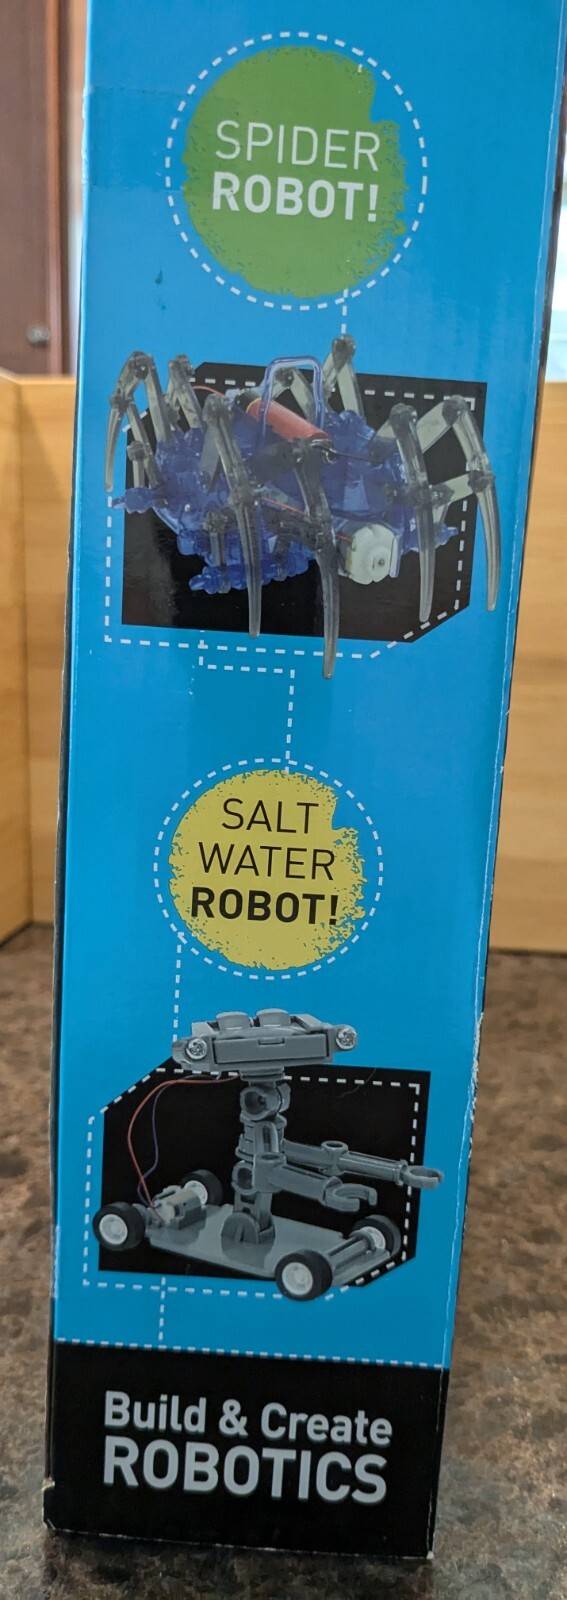 SPIDER
ROBOT!
SALT
WATER
ROBOT!
Build & Create
ROBOTICS